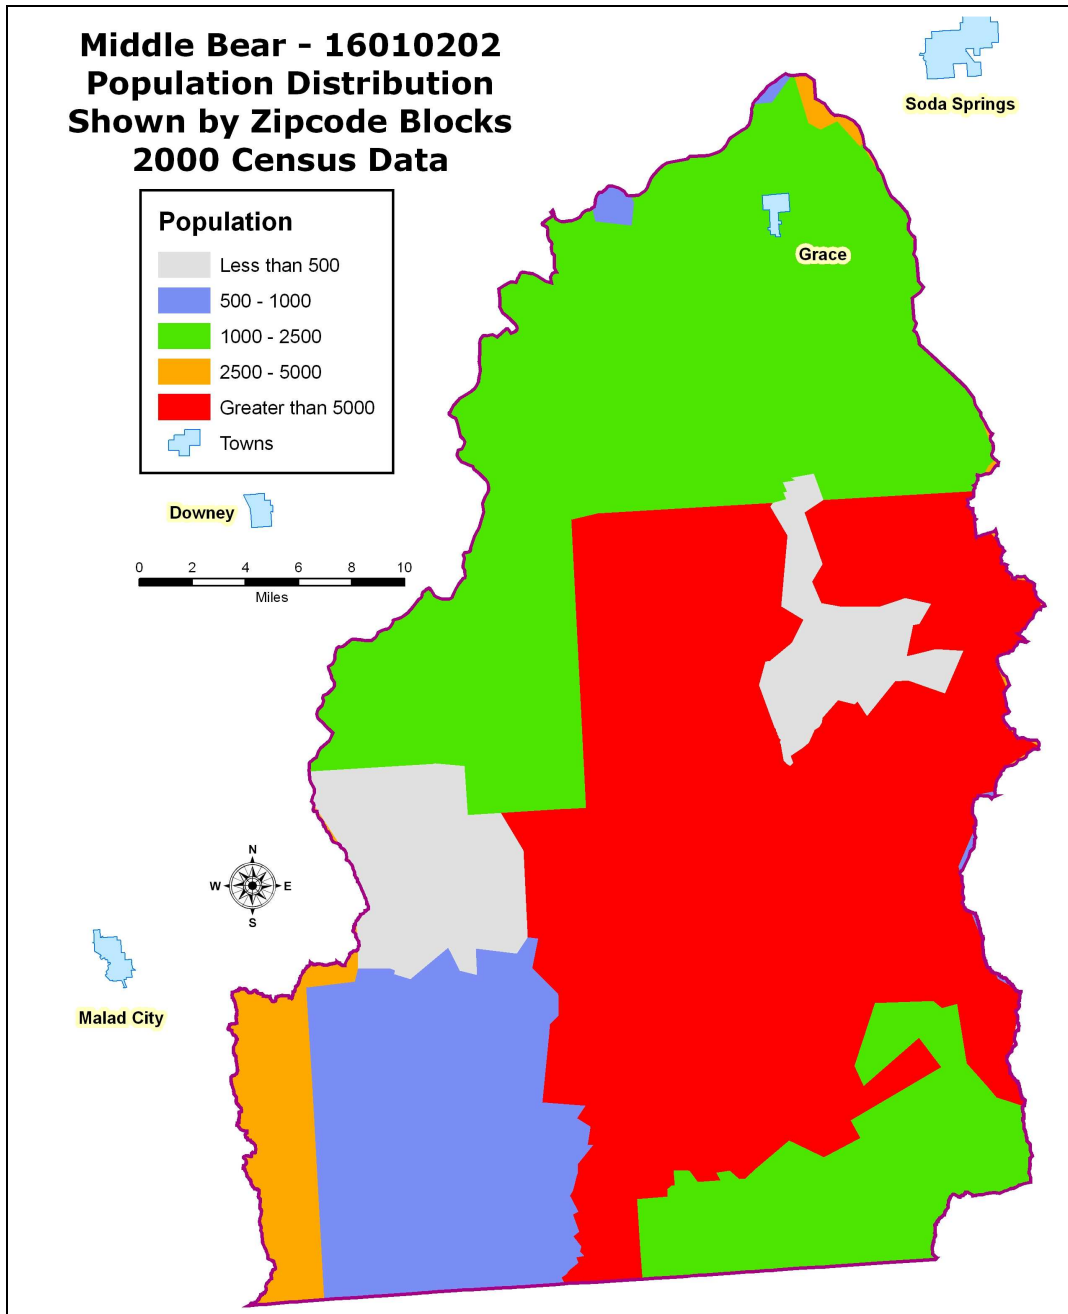 Middle Bear - 16010202
Population Distribution
Shown by Zipcode Blocks
2000 Census Data
Soda Springs
Population
Less than 500
500 - 1000
1000 - 2500
2500 - 5000
Greater than 5000
Towns
Grace
Downey
0 2 4 6 8 10
Miles
N
W E
S
Malad City